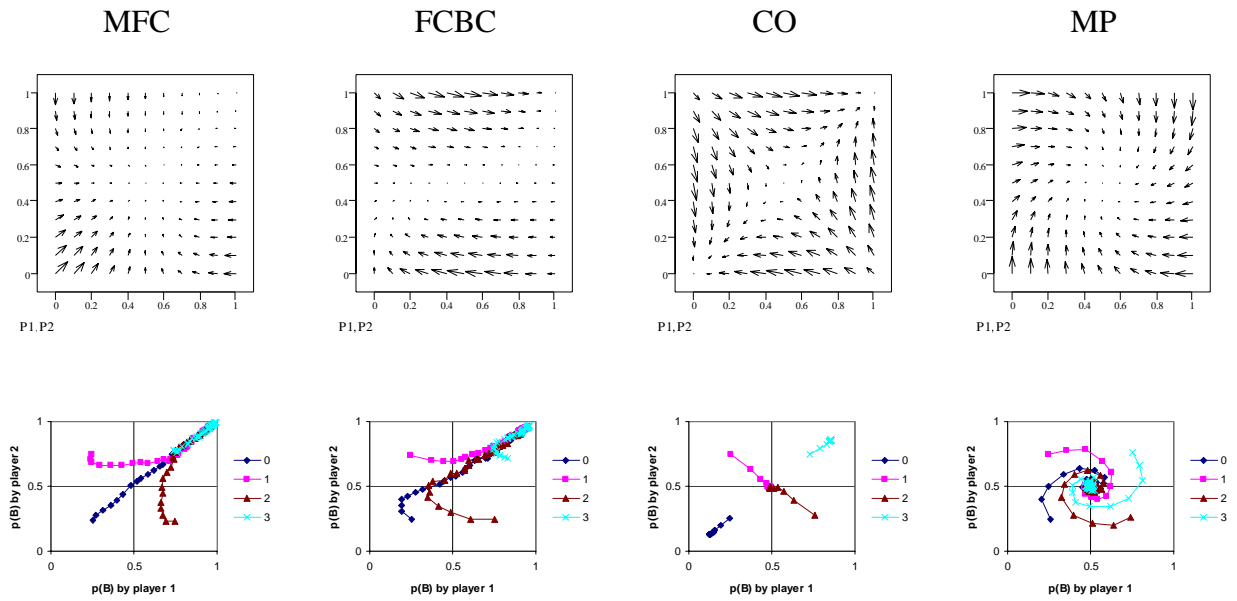 MFC FCBC CO MP
1 1 1 1
0.8 0.8 0.8 0.8
0.6 0.6 0.6 0.6
0.4 0.4 0.4 0.4
0.2 0.2 0.2 0.2
0 0 0 0
0 0.2 0.4 0.6 0.8 1 0 0.2 0.4 0.6 0.8 1 0 0.2 0.4 0.6 0.8 1 0 0.2 0.4 0.6 0.8 1
P1, P2 P1, P2 P1, P2 P1, P2
p(B) by player 2 p(B) by player 2 p(B) by player 2 p(B) by player 2
1 1 1 1
0.5 0.5 0.5 0.5
0 0 0 0
0 0.5 1 0 0.5 1 0 0.5 1 0 0.5 1
p(B) by player 1 p(B) by player 1 p(B) by player 1 p(B) by player 1
0 0 0 0
1 1 1 1
2 2 2 2
3 3 3 3